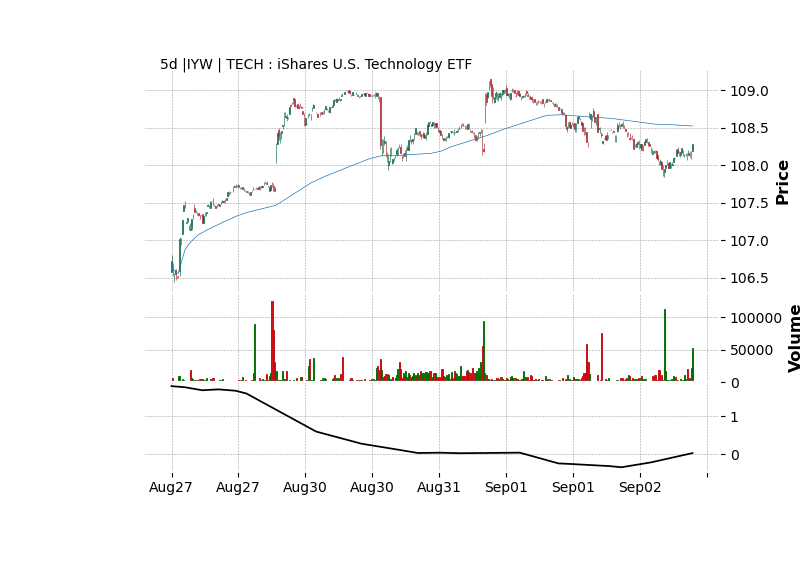 5d |IYW | TECH : iShares U.S. Technology ETF
109.0
108.5
108.0
107.5
107.0
106.5
Price
100000
50000
0
Volume
1
0
Aug27 Aug27 Aug30 Aug30 Aug31 Sep01 Sep01 Sep02